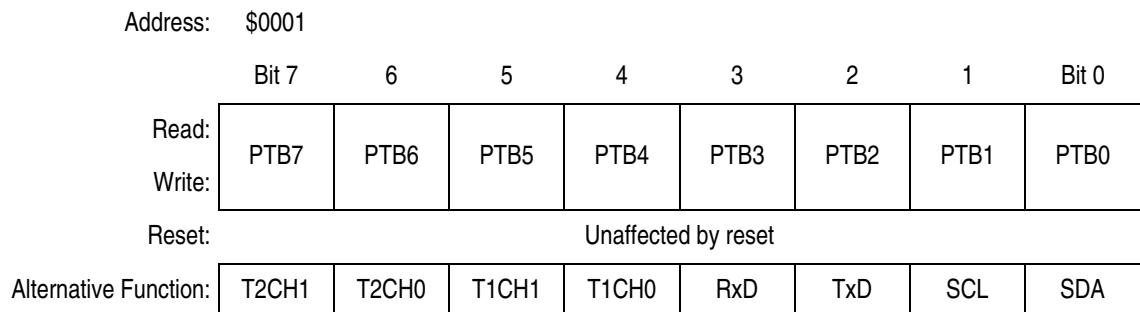 Address: $0001
Bit 7 6 5 4 3 2 1 Bit 0
Read:
PTB7 PTB6 PTB5 PTB4 PTB3 PTB2 PTB1 PTB0
Write:
Reset: Unaffected by reset
Alternative Function: T2CH1 T2CH0 T1CH1 T1CH0 RxD TxD SCL SDA